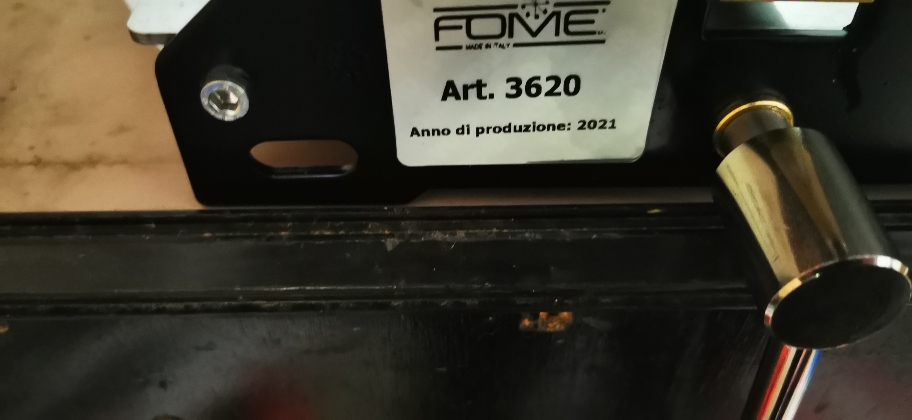 FOME
MADE IN ITALY
Art. 3620
Anno di produzione: 2021